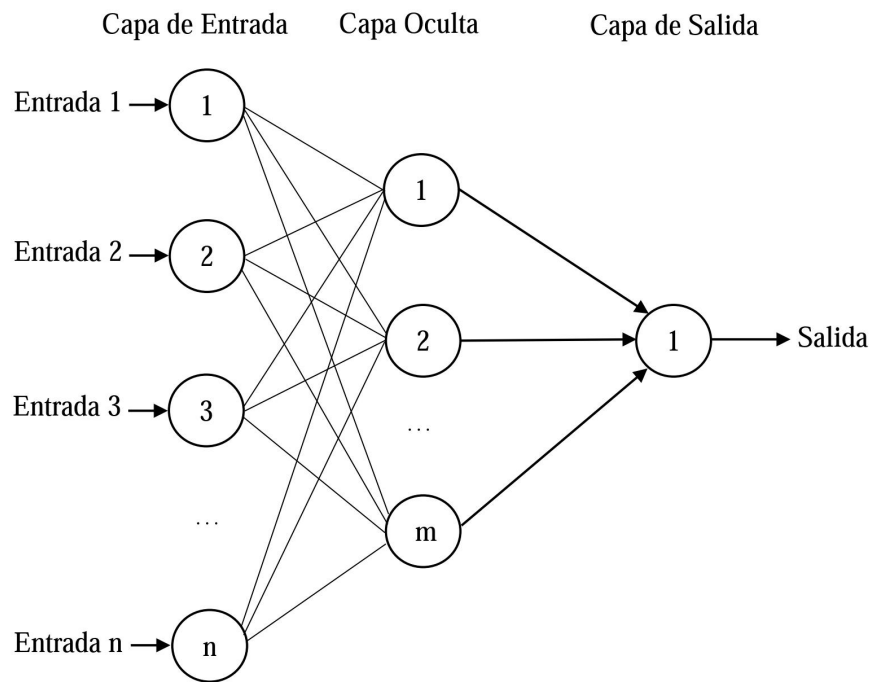 Capa de Entrada Capa Oculta Capa de Salida
Entrada 1 1
1
Entrada 2 2
2 1 Salida
Entrada 3 3
...
...
m
Entrada n n